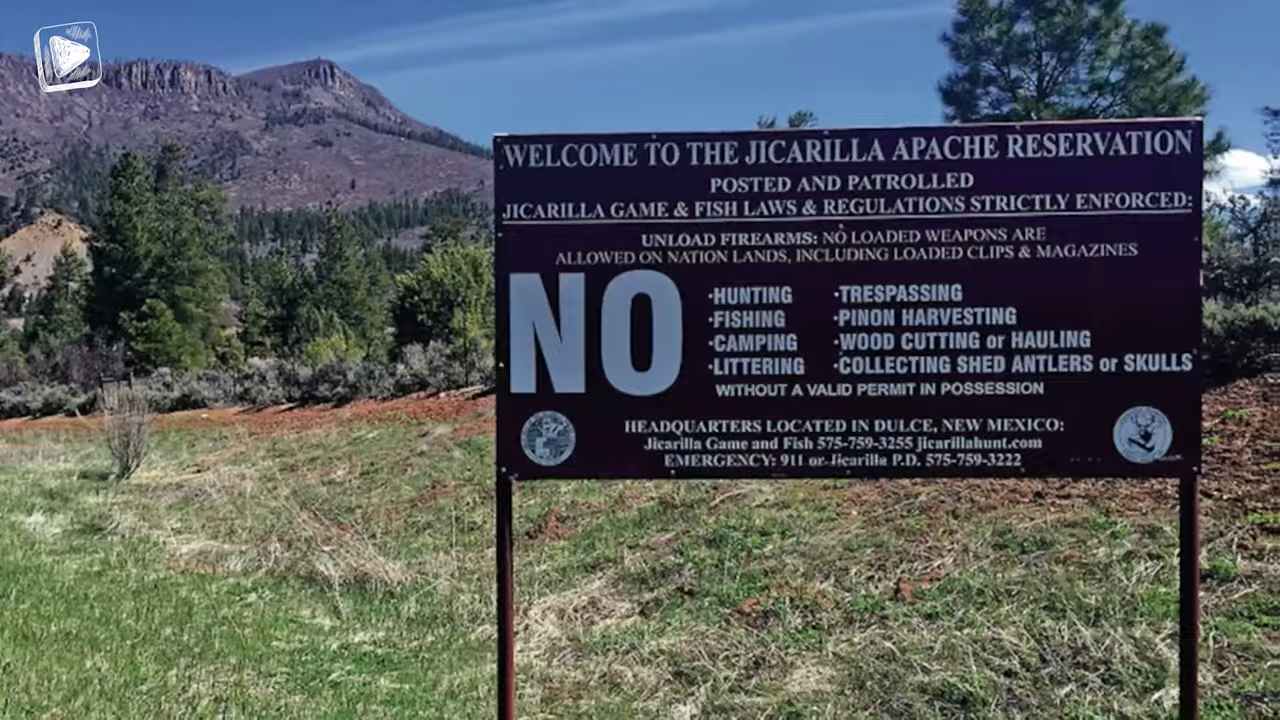 WELCOME TO THE JICARILLA APACHE RESERVATION
POSTED AND PATROLLED
JICARILLA GAME & FISH LAWS & REGULATIONS STRICTLY ENFORCED:
UNLOAD FIREARMS: NO LOADED WEAPONS ARE
ALLOWED ON NATION LANDS, INCLUDING LOADED CLIPS & MAGAZINES
NO
·HUNTING
·FISHING
·CAMPING
·LITTERING
·TRESPASSING
·PINON HARVESTING
·WOOD CUTTING or HAULING
·COLLECTING SHED ANTLERS or SKULLS
WITHOUT A VALID PERMIT IN POSSESSION
HEADQUARTERS LOCATED IN DULCE, NEW MEXICO:
Jicarilla Game and Fish 575-759-3255 jicarillahunt.com
EMERGENCY: 911 or Jicarilla P.D. 575-759-3222